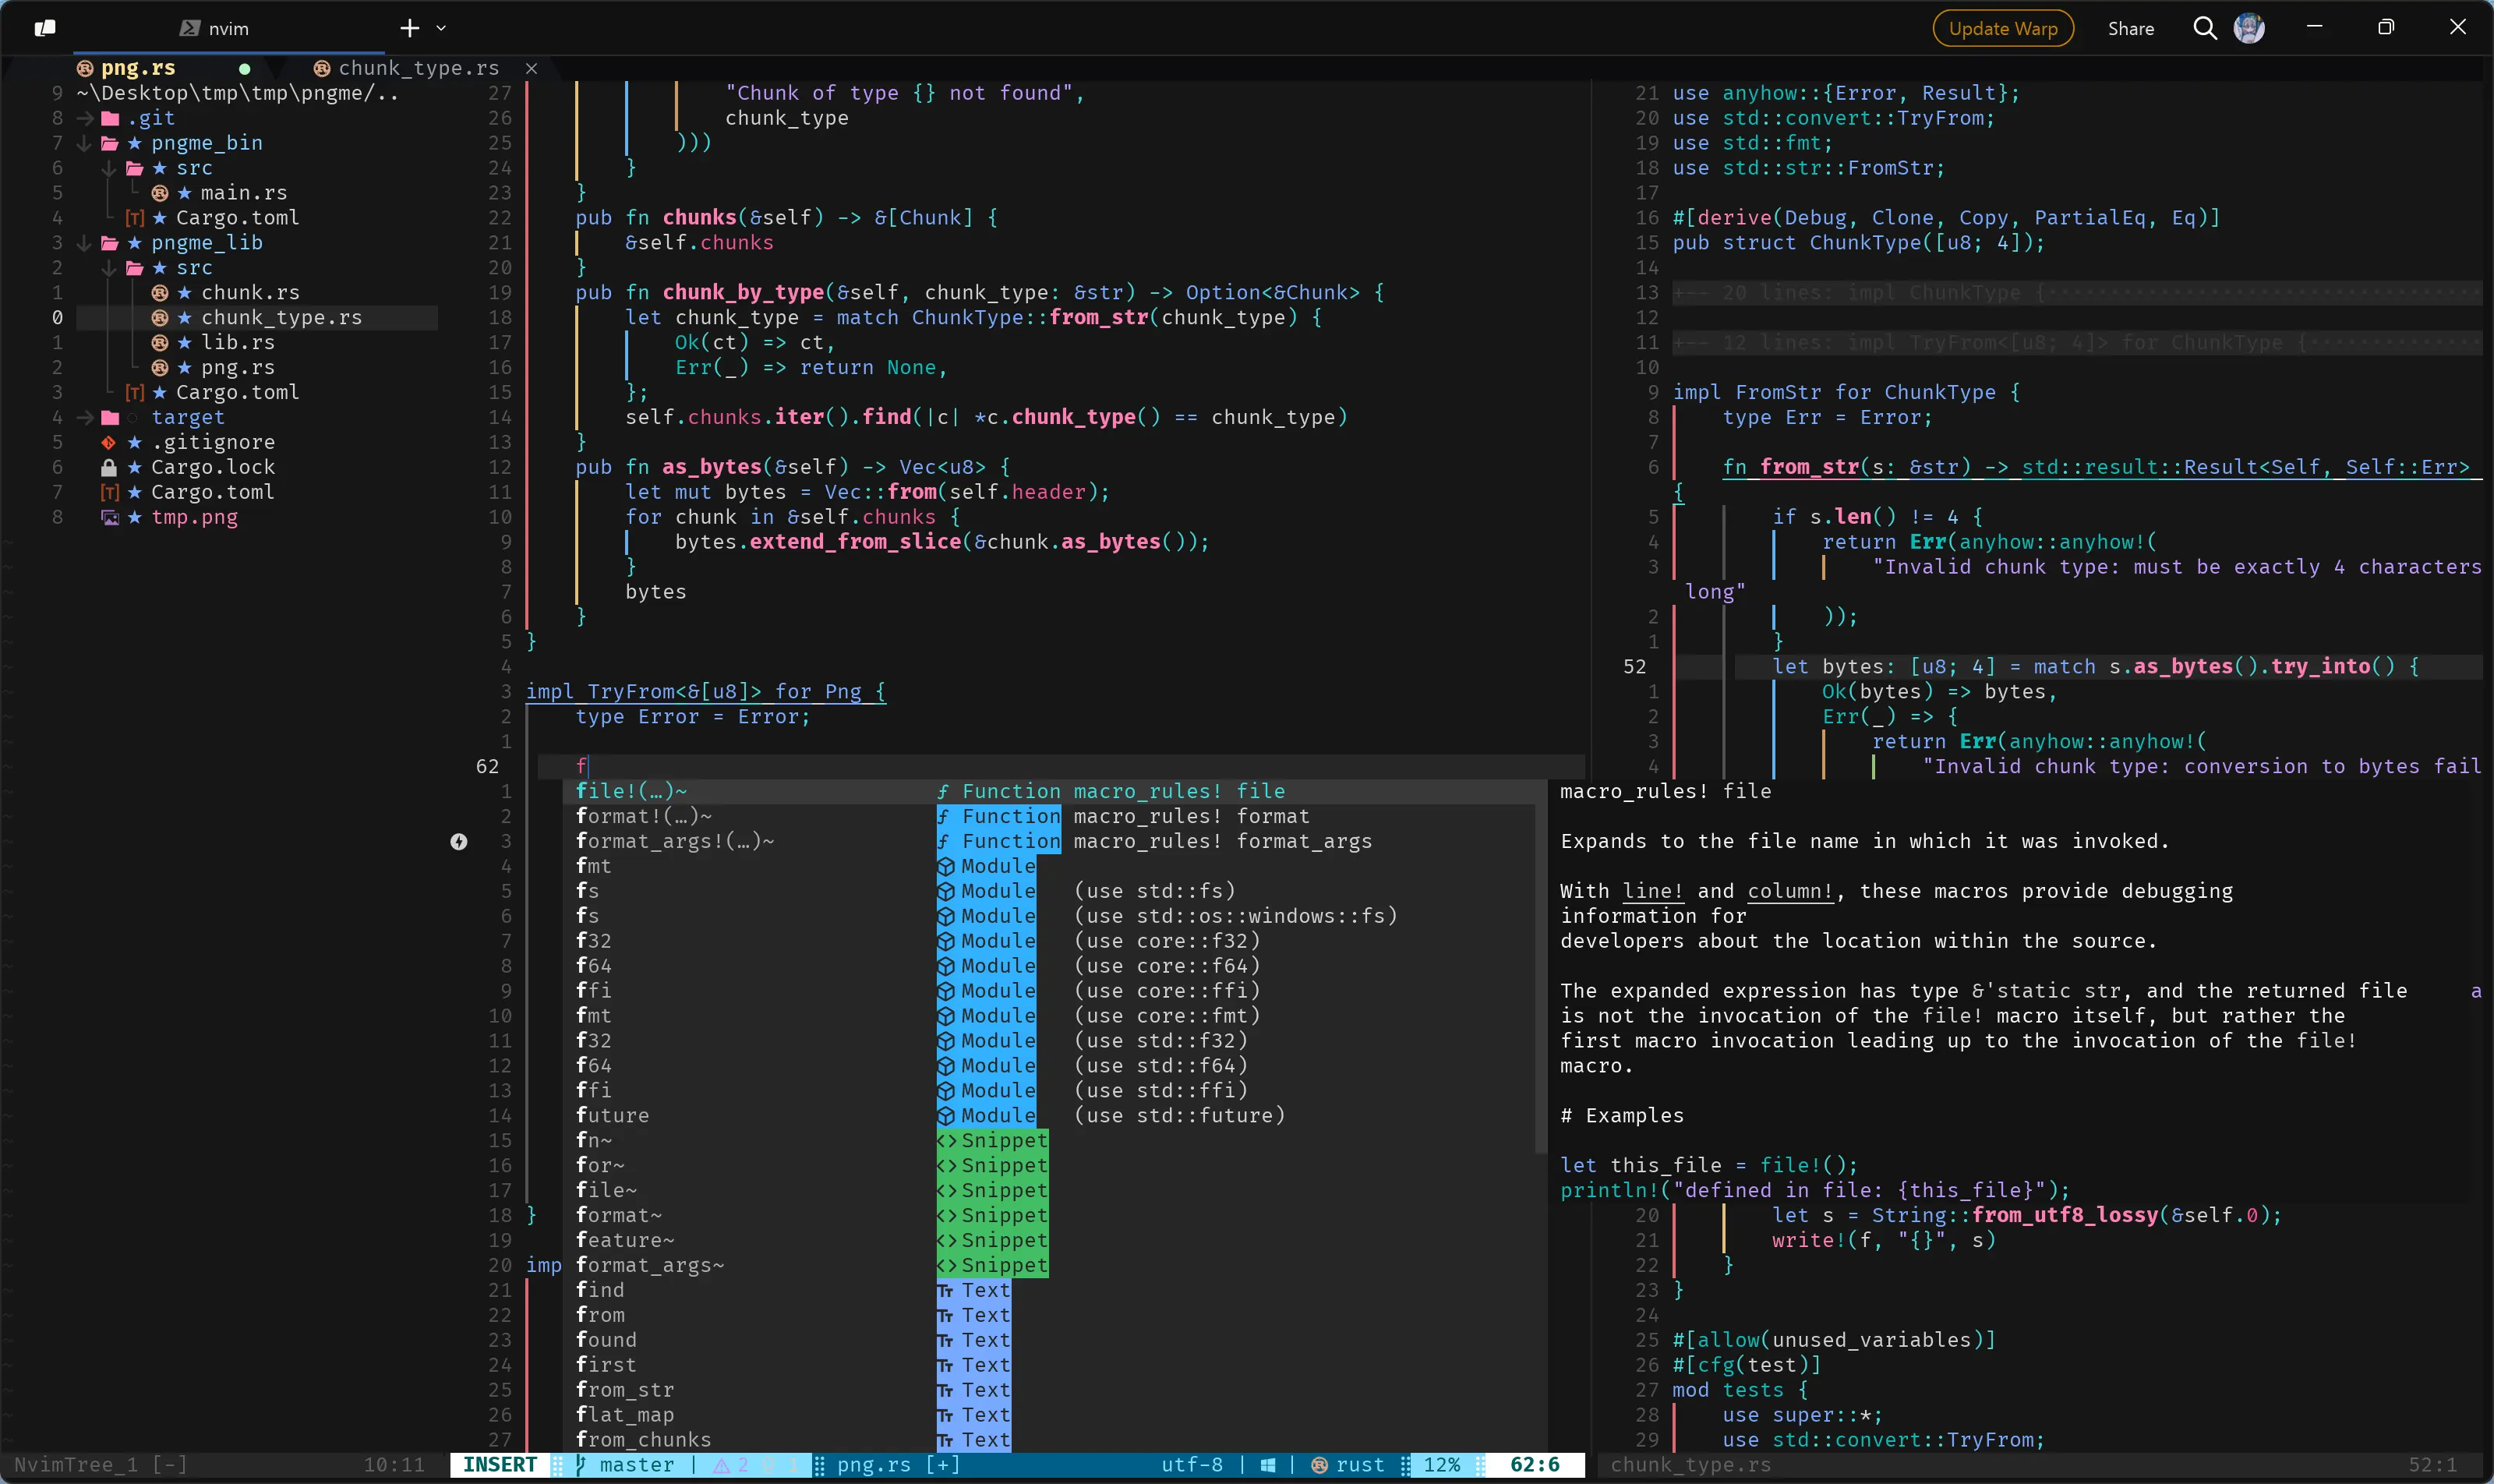 nvim
Update Warp
Share
png.rs
chunk_type.rs
9 ~\Desktop\tmp\tmp\pngme/..
8 .git
7 pngme_bin
6 src
5 main.rs
4 Cargo.toml
3 pngme_lib
2 src
1 chunk.rs
0 chunk_type.rs
1 lib.rs
2 png.rs
3 Cargo.toml
4 target
5 .gitignore
6 Cargo.lock
7 Cargo.toml
8 tmp.png
NvimTree_1 [-] 10:11
27 "Chunk of type {} not found",
26 chunk_type
25 )))
24 }
23 }
22 pub fn chunks(&self) -> &[Chunk] {
21 &self.chunks
20 }
19 pub fn chunk_by_type(&self, chunk_type: &str) -> Option<&Chunk> {
18 let chunk_type = match ChunkType::from_str(chunk_type) {
17 Ok(ct) => ct,
16 Err(_) => return None,
15 };
14 self.chunks.iter().find(|c| *c.chunk_type() == chunk_type)
13 }
12 pub fn as_bytes(&self) -> Vec<u8> {
11 let mut bytes = Vec::from(self.header);
10 for chunk in &self.chunks {
9 bytes.extend_from_slice(&chunk.as_bytes());
8 }
7 bytes
6 }
5 }
4
3 impl TryFrom<&[u8]> for Png {
2 type Error = Error;
1
62 f
1 file!(…)~ Function macro_rules! file
2 format!(…)~ Function macro_rules! format
3 format_args!(…)~ Function macro_rules! format_args
4 fmt Module
5 fs Module (use std::fs)
6 fs Module (use std::os::windows::fs)
7 f32 Module (use core::f32)
8 f64 Module (use core::f64)
9 ffi Module (use core::ffi)
10 fmt Module (use core::fmt)
11 f32 Module (use std::f32)
12 f64 Module (use std::f64)
13 ffi Module (use std::ffi)
14 future Module (use std::future)
15 fn~ Snippet
16 for~ Snippet
17 file~ Snippet
18 } format~ Snippet
19 feature~ Snippet
20 imp format_args~ Snippet
21 find Text
22 from Text
23 found Text
24 first Text
25 from_str Text
26 flat_map Text
27 from_chunks Text
INSERT master | 2 1 png.rs [+] utf-8 | | rust 12% 62:6
21 use anyhow::{Error, Result};
20 use std::convert::TryFrom;
19 use std::fmt;
18 use std::str::FromStr;
17
16 #[derive(Debug, Clone, Copy, PartialEq, Eq)]
15 pub struct ChunkType([u8; 4]);
14
13 +-- 20 lines: impl ChunkType {
12
11 +-- 12 lines: impl TryFrom<[u8; 4]> for ChunkType {
10
9 impl FromStr for ChunkType {
8 type Err = Error;
7
6 fn from_str(s: &str) -> std::result::Result<Self, Self::Err>
{
5 if s.len() != 4 {
4 return Err(anyhow::anyhow!(
3 "Invalid chunk type: must be exactly 4 characters
long"
2 ));
1 }
52 let bytes: [u8; 4] = match s.as_bytes().try_into() {
1 Ok(bytes) => bytes,
2 Err(_) => {
3 return Err(anyhow::anyhow!(
4 "Invalid chunk type: conversion to bytes fail
macro_rules! file
Expands to the file name in which it was invoked.
With line! and column!, these macros provide debugging
information for
developers about the location within the source.
The expanded expression has type &'static str, and the returned file a
is not the invocation of the file! macro itself, but rather the
first macro invocation leading up to the invocation of the file!
macro.
# Examples
let this_file = file!();
println!("defined in file: {this_file}");
20 let s = String::from_utf8_lossy(&self.0);
21 write!(f, "{}", s)
22 }
23 }
24
25 #[allow(unused_variables)]
26 #[cfg(test)]
27 mod tests {
28 use super::*;
29 use std::convert::TryFrom;
chunk_type.rs 52:1